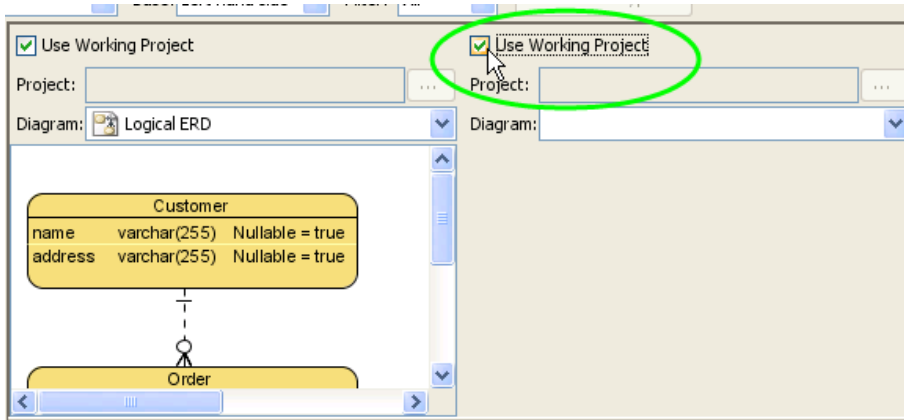 Use Working Project
Project:
...
Diagram: Logical ERD
Customer
name varchar(255) Nullable = true
address varchar(255) Nullable = true
Order
Use Working Project
Project:
...
Diagram: